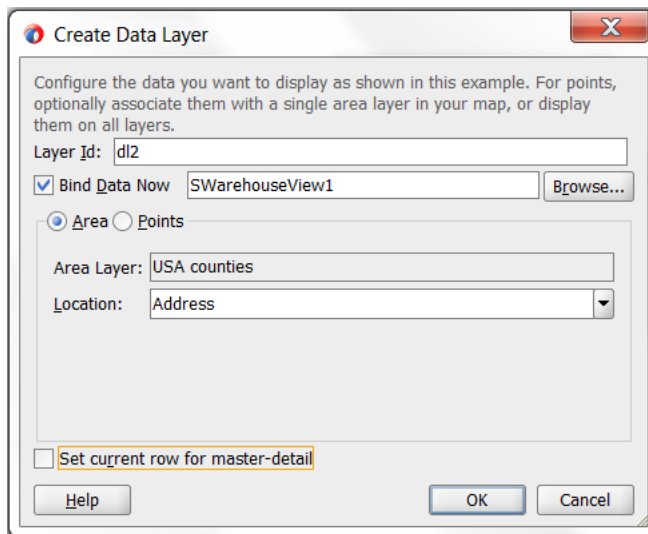 Create Data Layer
Configure the data you want to display as shown in this example. For points,
optionally associate them with a single area layer in your map, or display
them on all layers.
Layer Id: dl2
Bind Data Now SWarehouseView1 Browse...
Area Points
Area Layer: USA counties
Location: Address
Set current row for master-detail
Help OK Cancel